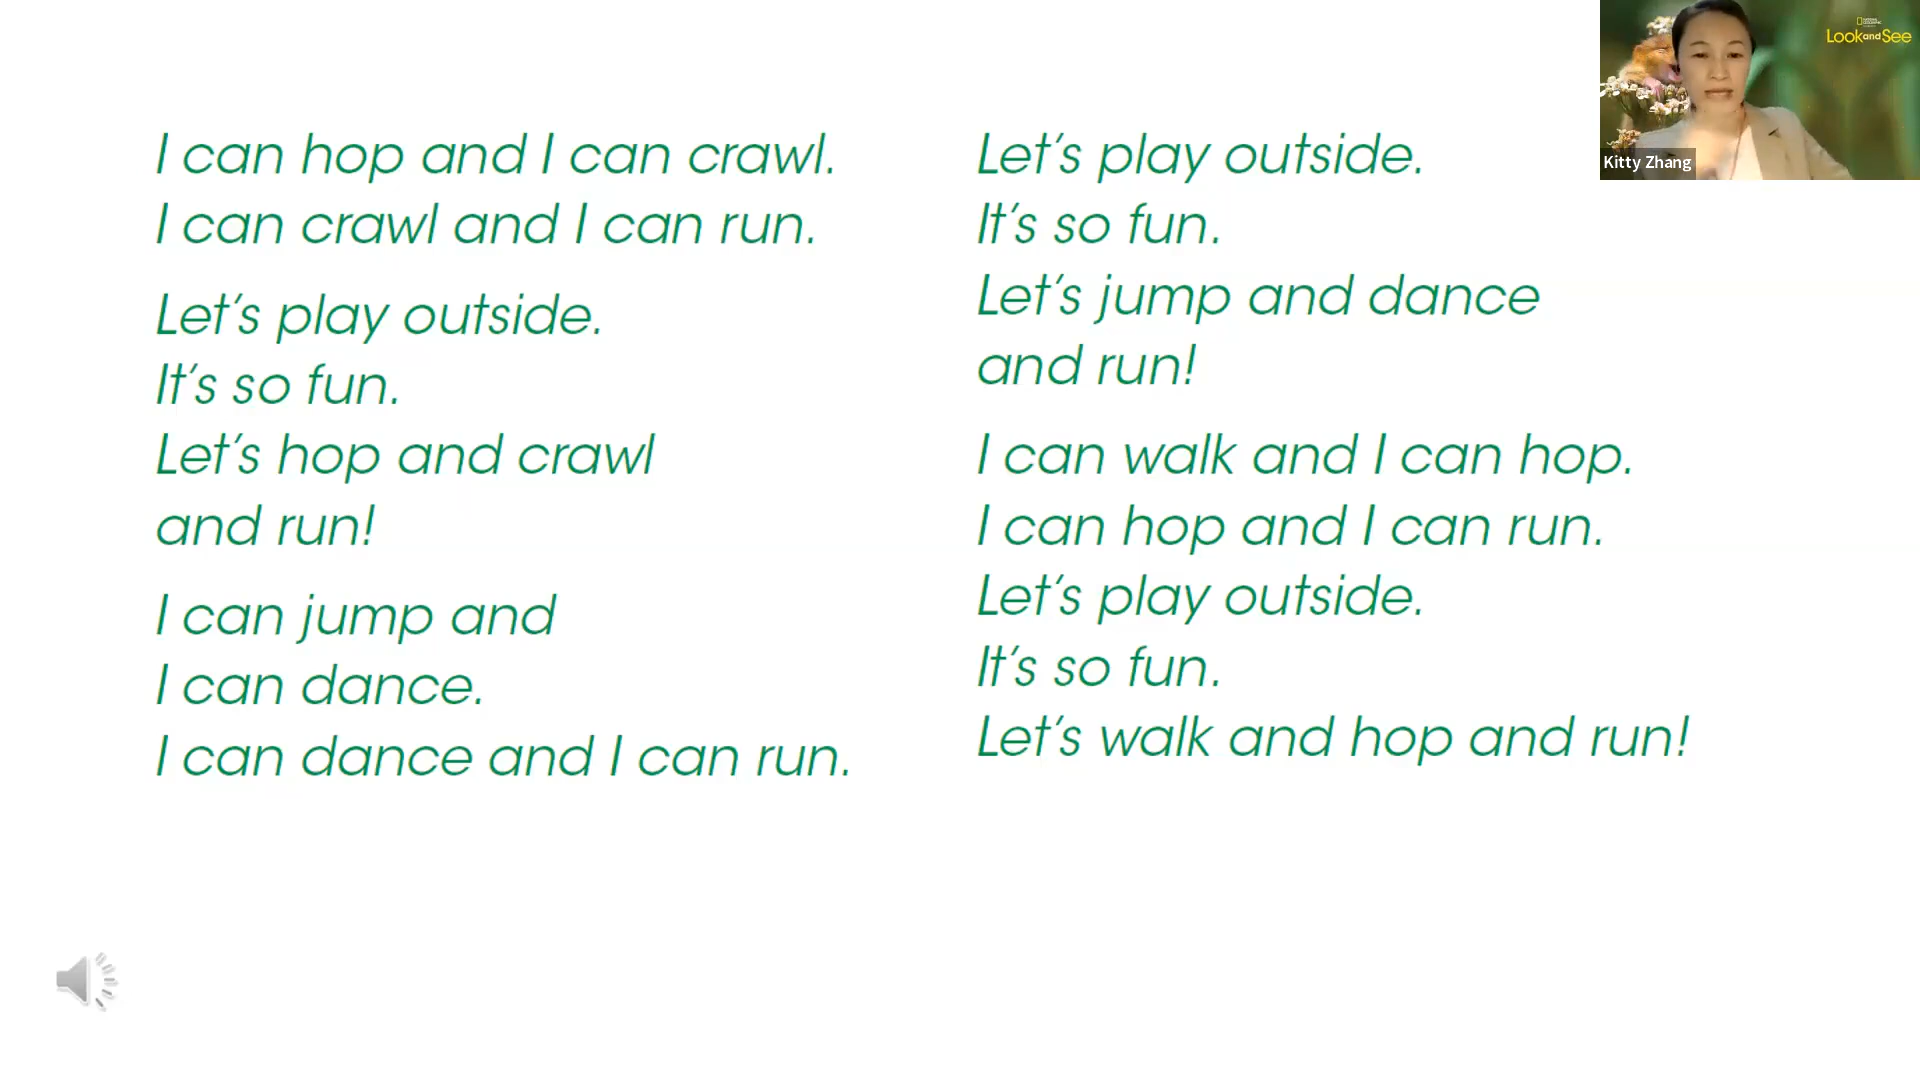 I can hop and I can crawl.
I can crawl and I can run.
Let's play outside.
It's so fun.
Let's hop and crawl
and run!
I can jump and
I can dance.
I can dance and I can run.
Let's play outside.
It's so fun.
Let's jump and dance
and run!
I can walk and I can hop.
I can hop and I can run.
Let's play outside.
It's so fun.
Let's walk and hop and run!
LookandSee
Kitty Zhang